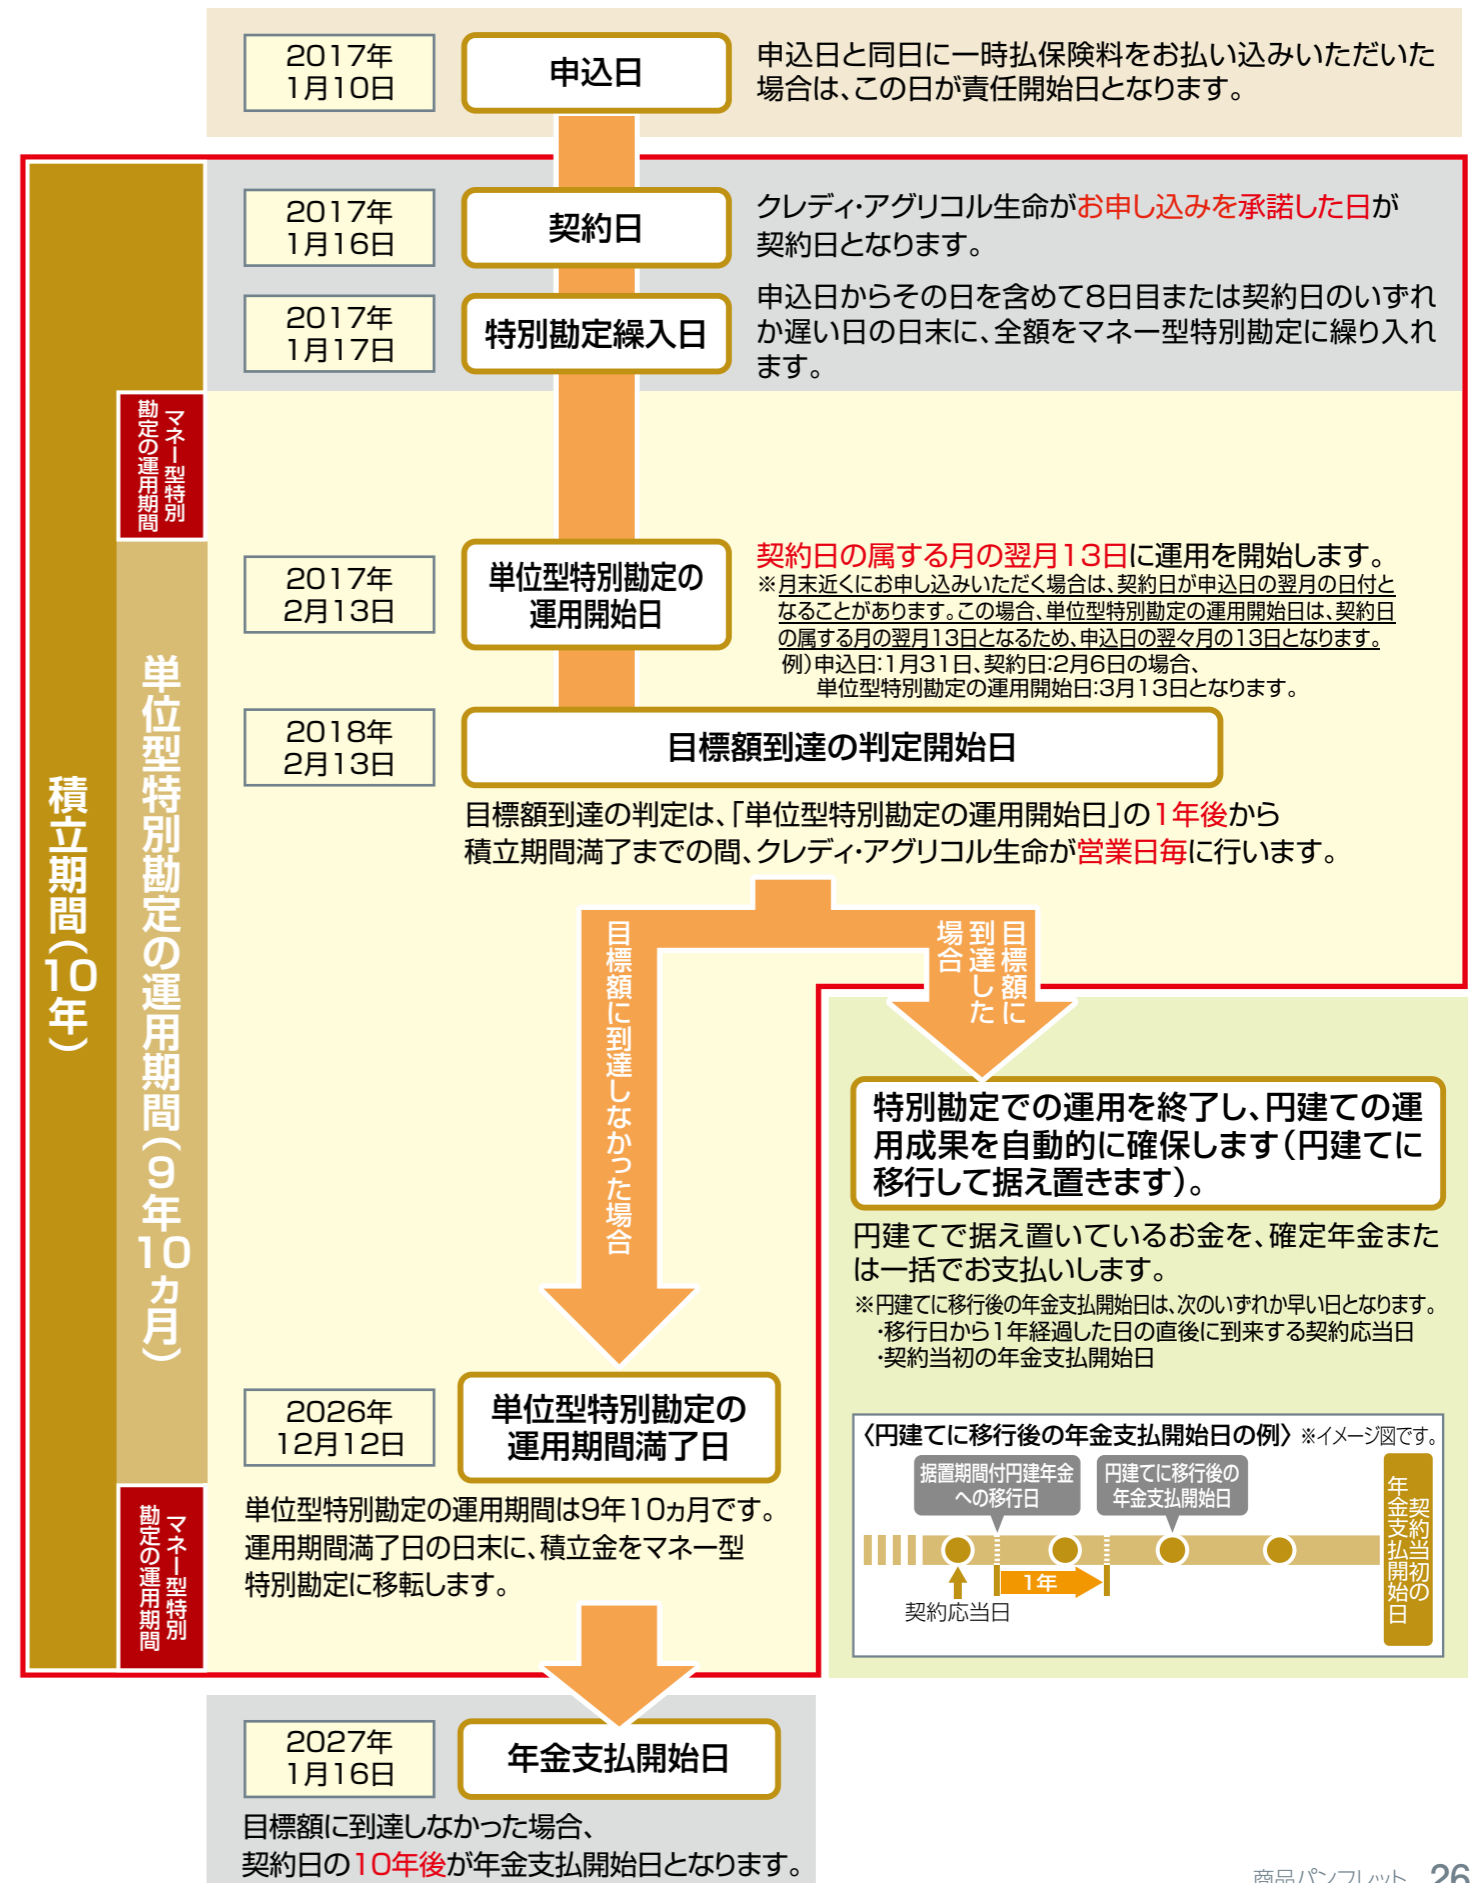 2017年
1月10日
申込日
申込日と同日に一時払保険料をお払い込みいただいた
場合は、この日が責任開始日となります。
2017年
1月16日
契約日
クレディ・アグリコル生命がお申し込みを承諾した日が
契約日となります。
2017年
1月17日
特別勘定繰入日
申込日からその日を含めて8日目または契約日のいずれ
か遅い日の日末に、全額をマネー型特別勘定に繰り入れ
ます。
積立期間(10年)
マネー型特別
勘定の運用期間
単位型特別勘定の運用期間(9年10ヵ月)
2017年
2月13日
単位型特別勘定の
運用開始日
契約日の属する月の翌月13日に運用を開始します。
※月末近くにお申し込みいただく場合は、契約日が申込日の翌月の日付と
なることがあります。この場合、単位型特別勘定の運用開始日は、契約日
の属する月の翌月13日となるため、申込日の翌々月の13日となります。
例)申込日:1月31日、契約日:2月6日の場合、
単位型特別勘定の運用開始日:3月13日となります。
2018年
2月13日
目標額到達の判定開始日
目標額到達の判定は、「単位型特別勘定の運用開始日」の1年後から
積立期間満了までの間、クレディ・アグリコル生命が営業日毎に行います。
目標額に到達しなかった場合
目標額に
到達した
場合
特別勘定での運用を終了し、円建ての運
用成果を自動的に確保します(円建てに
移行して据え置きます)。
円建てで据え置いているお金を、確定年金また
は一括でお支払いします。
※円建てに移行後の年金支払開始日は、次のいずれか早い日となります。
・移行日から1年経過した日の直後に到来する契約応当日
・契約当初の年金支払開始日
〈円建てに移行後の年金支払開始日の例〉※イメージ図です。
据置期間付円建年金
への移行日
円建てに移行後の
年金支払開始日
契約当初の
年金支払開始日
1年
契約応当日
2026年
12月12日
単位型特別勘定の
運用期間満了日
単位型特別勘定の運用期間は9年10ヵ月です。
運用期間満了日の日末に、積立金をマネー型
特別勘定に移転します。
マネー型特別
勘定の運用期間
2027年
1月16日
年金支払開始日
目標額に到達しなかった場合、
契約日の10年後が年金支払開始日となります。
商品パンフレット 26